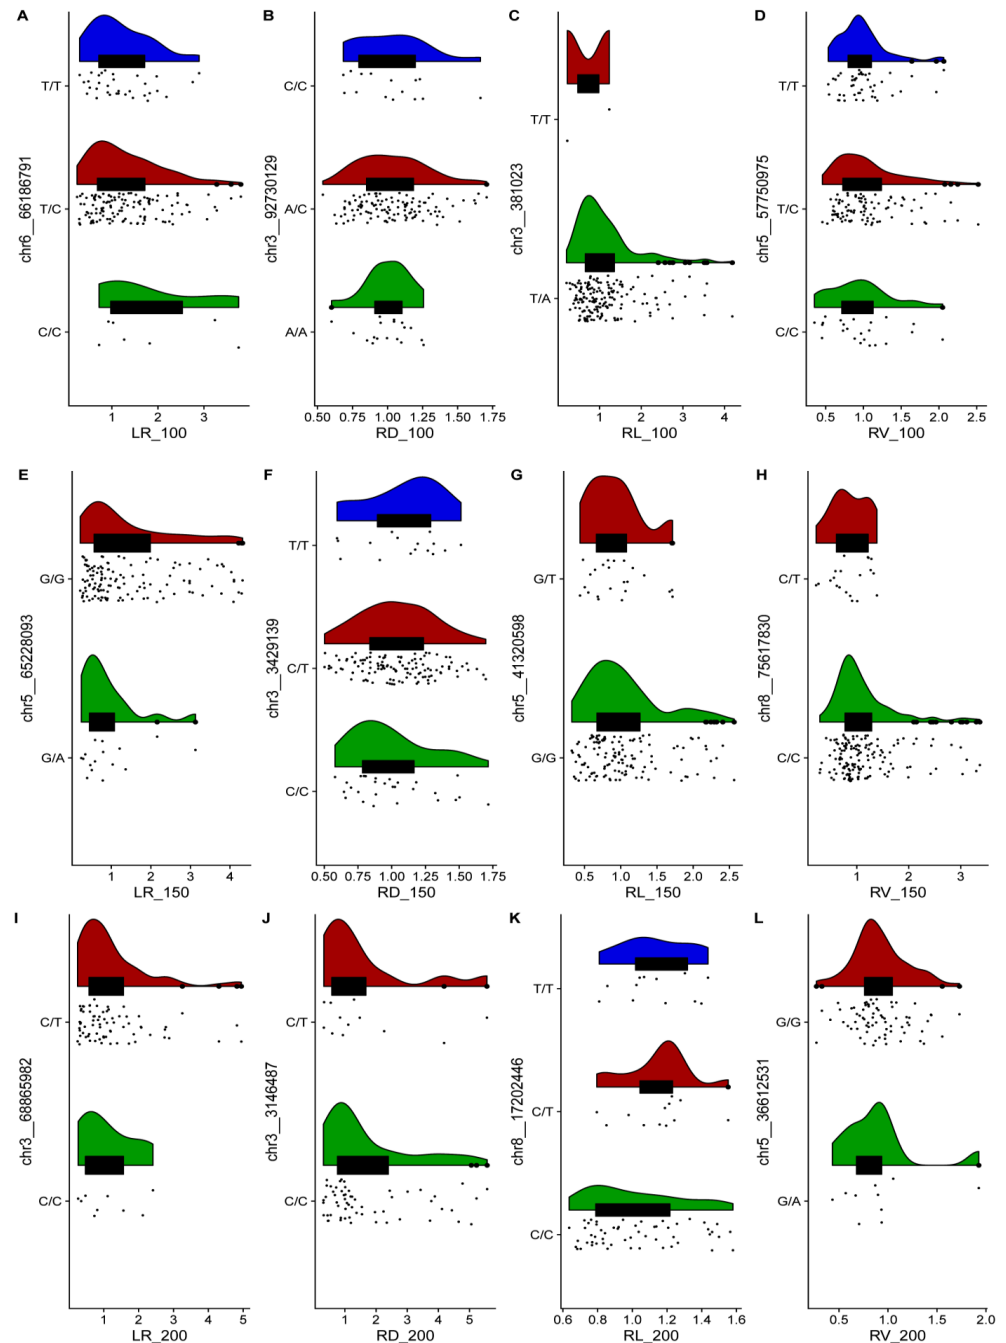 A
chr6__66186791
T/T
T/C
C/C
1 2 3
LR_100
B
chr3__92730129
C/C
A/C
A/A
0.50 0.75 1.00 1.25 1.50 1.75
RD_100
C
chr3__381023
T/T
T/A
1 2 3 4
RL_100
D
chr5__57750975
T/T
T/C
C/C
0.5 1.0 1.5 2.0 2.5
RV_100
E
chr5__65228093
G/G
G/A
1 2 3 4
LR_150
F
chr3__3429139
T/T
C/T
C/C
0.50 0.75 1.00 1.25 1.50 1.75
RD_150
G
chr5__41320598
G/T
G/G
0.5 1.0 1.5 2.0 2.5
RL_150
H
chr8__75617830
C/T
C/C
1 2 3
RV_150
I
chr3__68865982
C/T
C/C
1 2 3 4 5
LR_200
J
chr3__3146487
C/T
C/C
1 2 3 4 5
RD_200
K
chr8__17202446
T/T
C/T
C/C
0.6 0.8 1.0 1.2 1.4 1.6
RL_200
L
chr5__36612531
G/G
G/A
0.5 1.0 1.5 2.0
RV_200